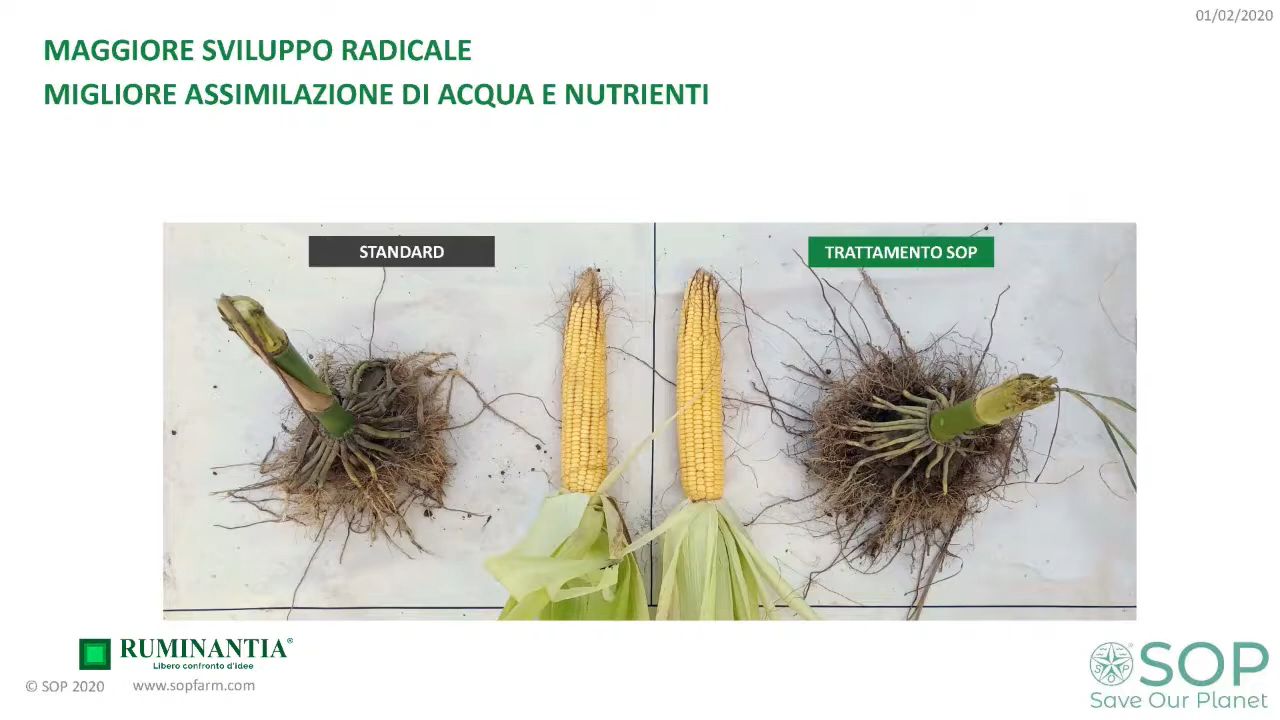 01/02/2020
MAGGIORE SVILUPPO RADICALE
MIGLIORE ASSIMILAZIONE DI ACQUA E NUTRIENTI
STANDARD
TRATTAMENTO SOP
RUMINANTIA®
Libero confronto d'idee
© SOP 2020 www.sopfarm.com
SOP
SOP
Save Our Planet